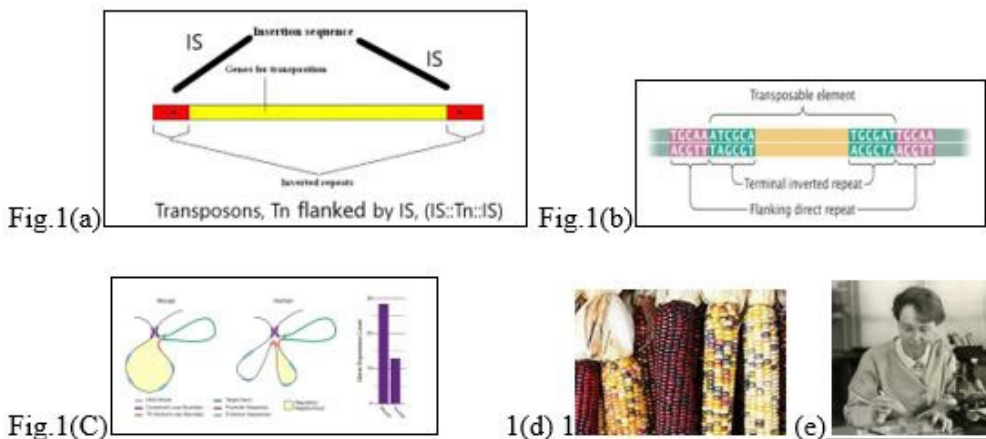 Insertion sequence
IS
IS
Genes for transposition
Inverted repeats
Transposons, Tn flanked by IS, (IS::Tn::IS)
Fig.1(a)
Transposable element
TGCAA ATCGCA TGCGAT TGCAA
ACGTT TAGCGT ACGCTA ACGTT
Terminal inverted repeat
Flanking direct repeat
Fig.1(b)
Mouse
Human
Fig.1(C)
1(d) 1
(e)